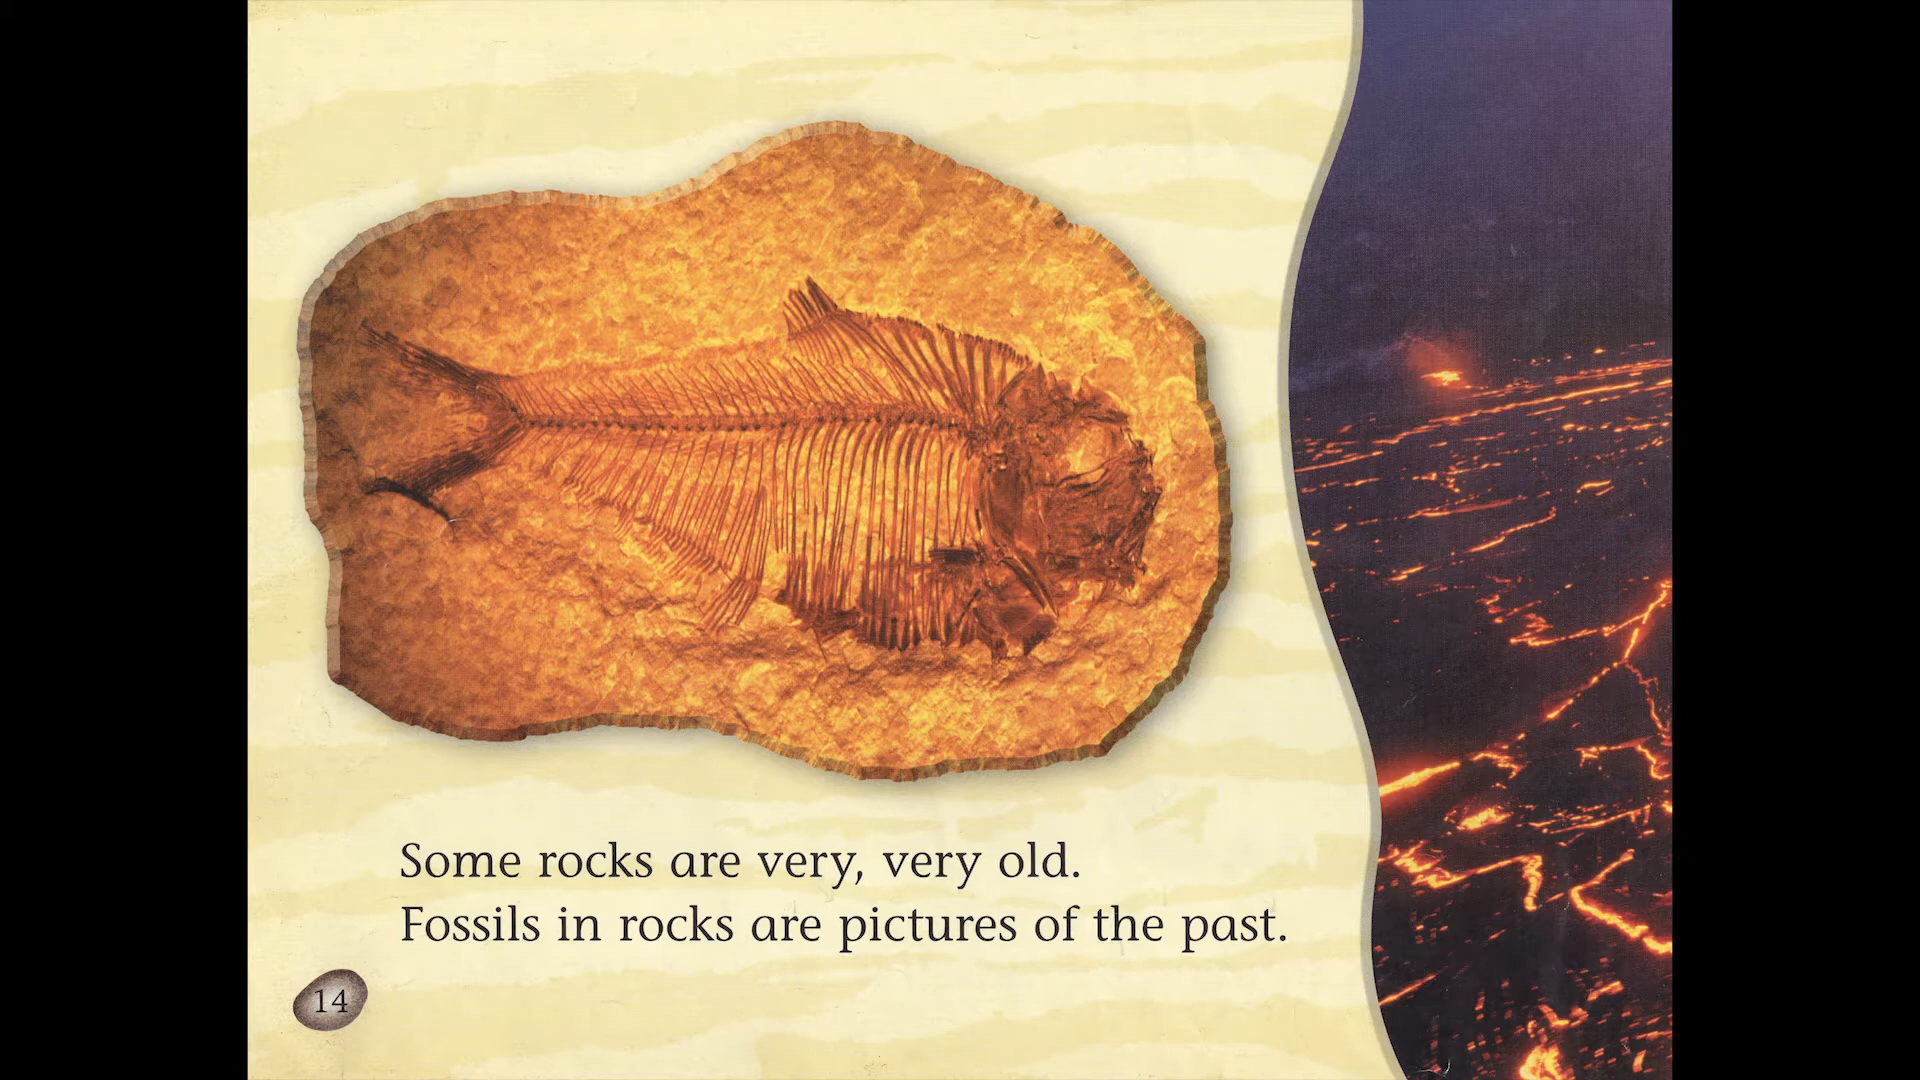 Some rocks are very, very old.
Fossils in rocks are pictures of the past.
14